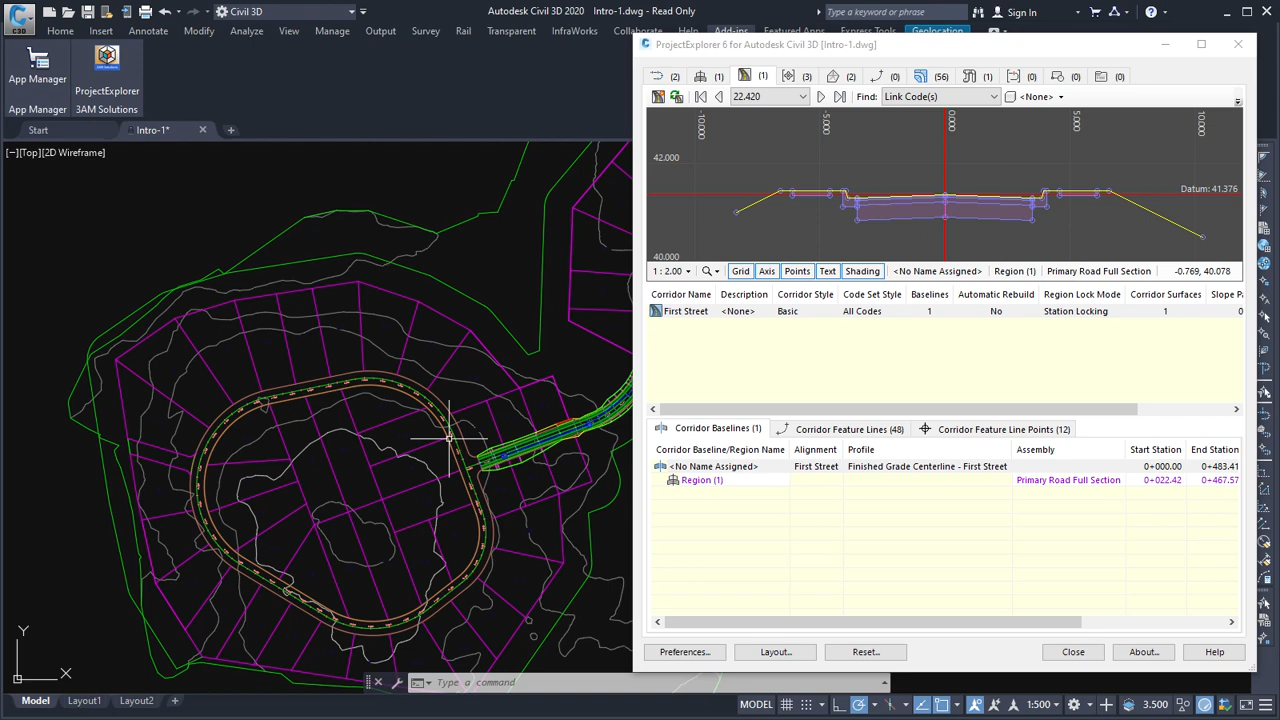 C3D
Civil 3D
Autodesk Civil 3D 2020
Intro-1.dwg - Read Only
Type a keyword or phrase
Sign In
Home
Insert
Annotate
Modify
Analyze
View
Manage
Output
Survey
Rail
Transparent
InfraWorks
Collaborate
Add-ins
Featured Apps
Express
Geolocation
App Manager
ProjectExplorer
App Manager
3AM Solutions
Start
Intro-1*
[−][Top][2D Wireframe]
ProjectExplorer 6 for Autodesk Civil 3D [Intro-1.dwg]
(2)
(1)
(1)
(3)
(2)
(0)
(56)
(1)
(0)
(0)
(0)
22.420
Find:
Link Code(s)
<None>
-10.000
-5.000
0.000
5.000
10.000
42.000
Datum: 41.376
40.000
1 : 2.00
Grid
Axis
Points
Text
Shading
<No Name Assigned>
Region (1)
Primary Road Full Section
-0.769, 40.078
Corridor Name Description Corridor Style Code Set Style Baselines Automatic Rebuild Region Lock Mode Corridor Surfaces Slope Pa
First Street <None> Basic All Codes 1 No Station Locking 1 0
Corridor Baselines (1)
Corridor Feature Lines (48)
Corridor Feature Line Points (12)
Corridor Baseline/Region Name Alignment Profile Assembly Start Station End Station
<No Name Assigned> First Street Finished Grade Centerline - First Street 0+000.00 0+483.41
Region (1) Primary Road Full Section 0+022.42 0+467.57
Preferences...
Layout...
Reset...
Close
About...
Help
Y
X
Type a command
Model
Layout1
Layout2
MODEL
1:500
3.500